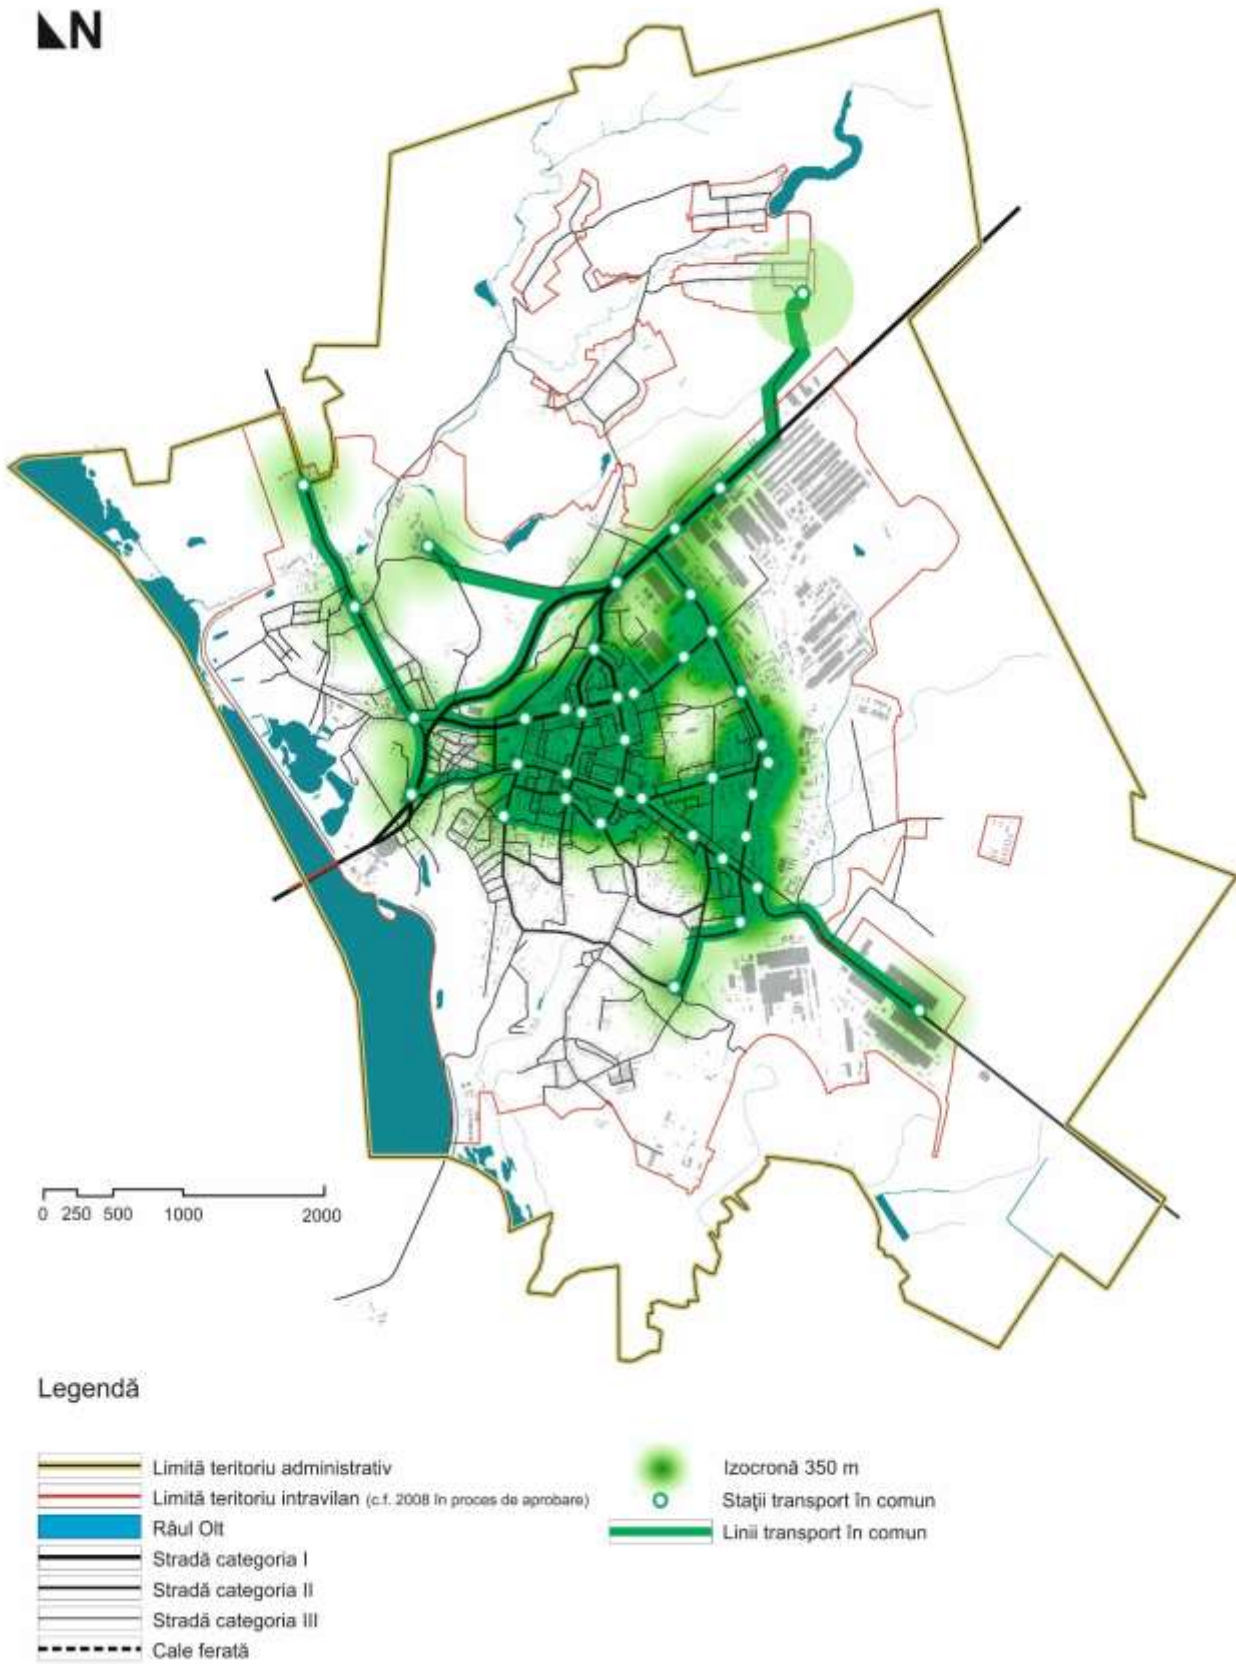 N
0 250 500 1000 2000
Legendă
Limită teritoriu administrativ
Limită teritoriu intravilan (c.f. 2008 în proces de aprobare)
Râul Olt
Stradă categoria I
Stradă categoria II
Stradă categoria III
Cale ferată
Izocronă 350 m
Stații transport în comun
Linii transport în comun